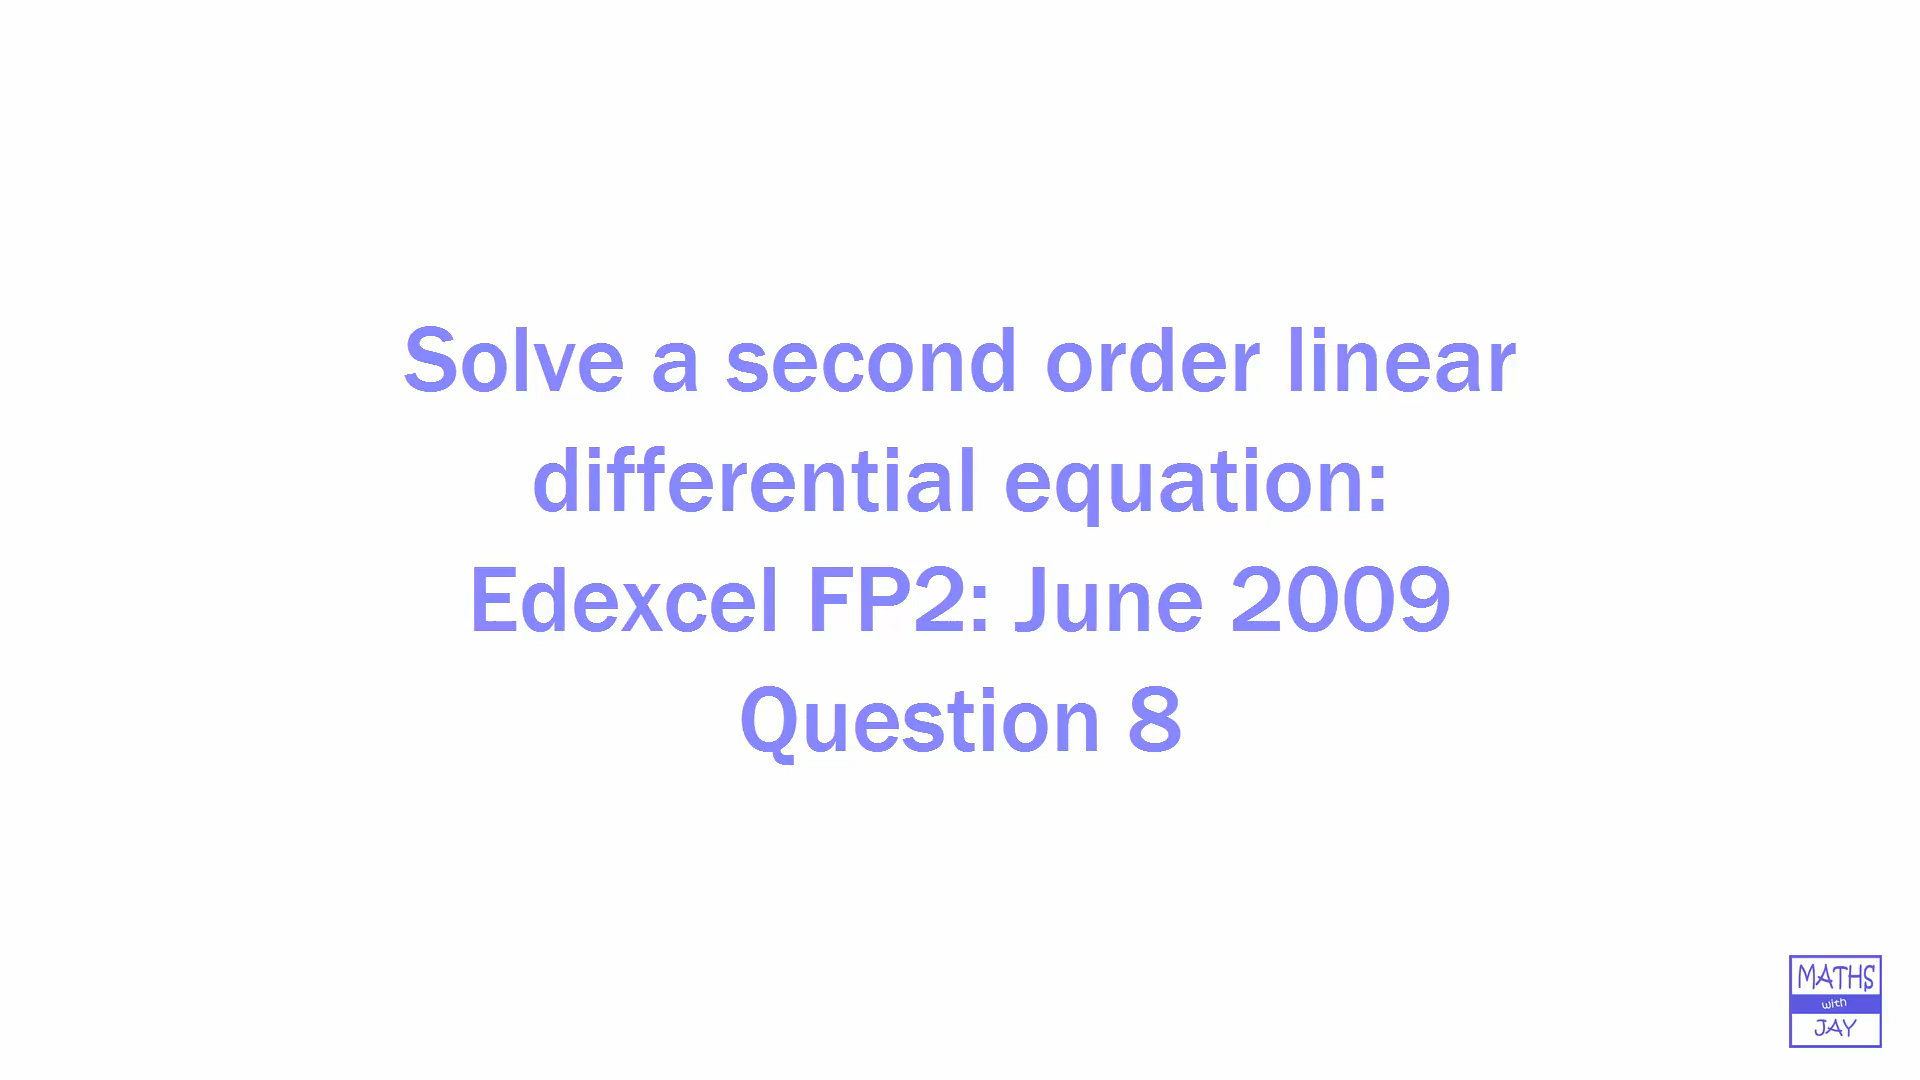 Solve a second order linear
differential equation:
Edexcel FP2: June 2009
Question 8
MATHS
with
JAY